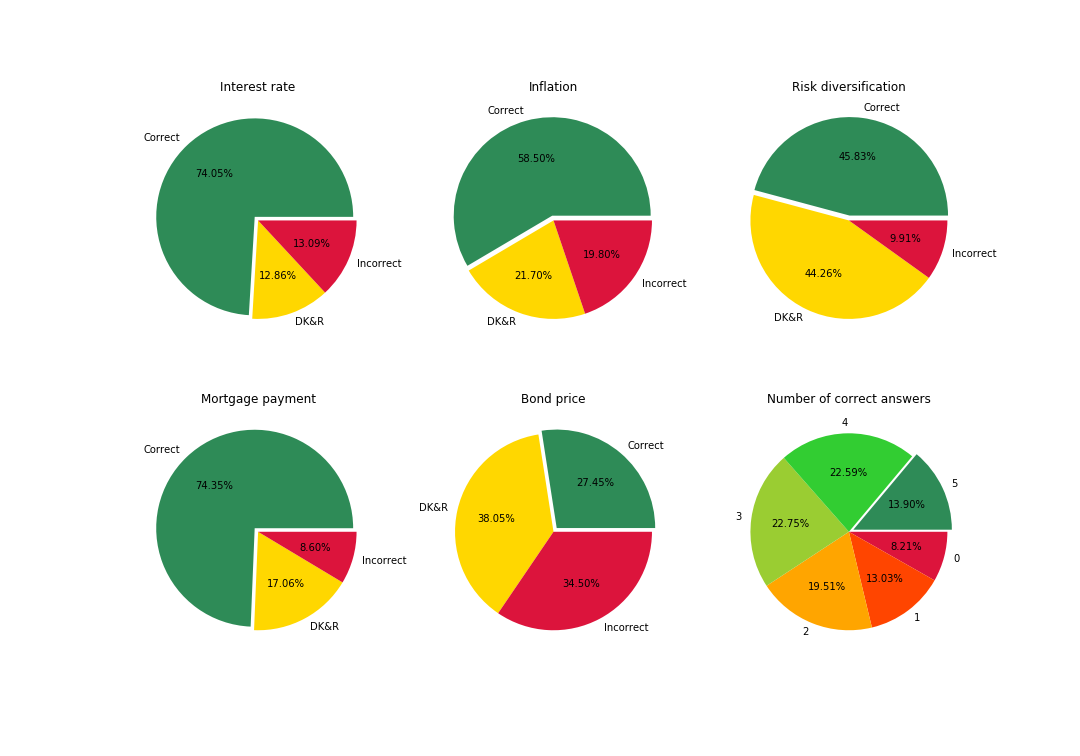 Interest rate
Correct
74.05%
13.09%
Incorrect
12.86%
DK&R
Inflation
Correct
58.50%
19.80%
Incorrect
21.70%
DK&R
Risk diversification
Correct
45.83%
9.91%
Incorrect
44.26%
DK&R
Mortgage payment
Correct
74.35%
8.60%
Incorrect
17.06%
DK&R
Bond price
Correct
27.45%
DK&R
38.05%
34.50%
Incorrect
Number of correct answers
4
22.59%
5
13.90%
3
22.75%
8.21%
0
13.03%
1
19.51%
2